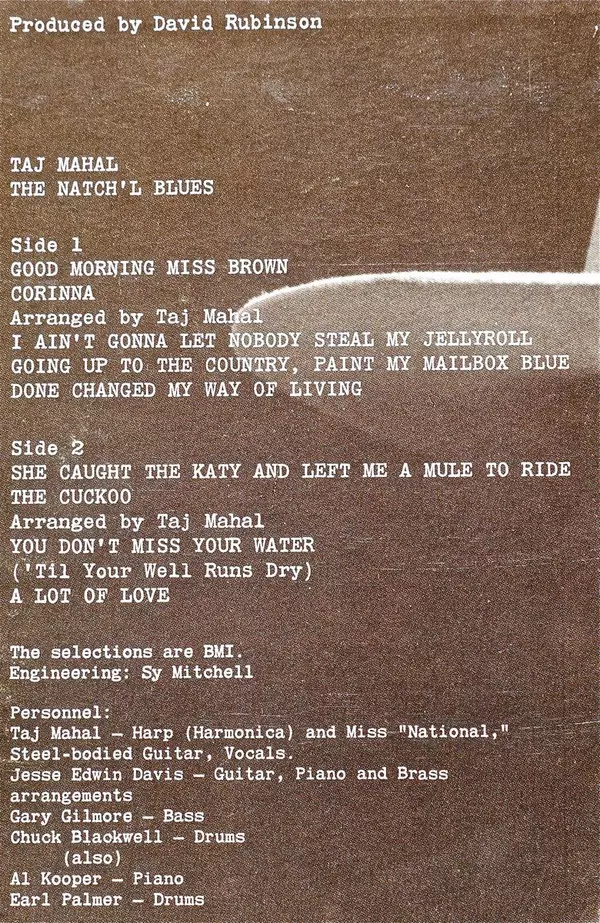 Produced by David Rubinson
TAJ MAHAL
THE NATCH'L BLUES
Side 1
GOOD MORNING MISS BROWN
CORINNA
Arranged by Taj Mahal
I AIN'T GONNA LET NOBODY STEAL MY JELLYROLL
GOING UP TO THE COUNTRY, PAINT MY MAILBOX BLUE
DONE CHANGED MY WAY OF LIVING
Side 2
SHE CAUGHT THE KATY AND LEFT ME A MULE TO RIDE
THE CUCKOO
Arranged by Taj Mahal
YOU DON'T MISS YOUR WATER
('Til Your Well Runs Dry)
A LOT OF LOVE
The selections are BMI.
Engineering: Sy Mitchell
Personnel:
Taj Mahal — Harp (Harmonica) and Miss "National,"
Steel-bodied Guitar, Vocals.
Jesse Edwin Davis — Guitar, Piano and Brass
arrangements
Gary Gilmore — Bass
Chuck Blackwell — Drums
(also)
Al Kooper — Piano
Earl Palmer — Drums